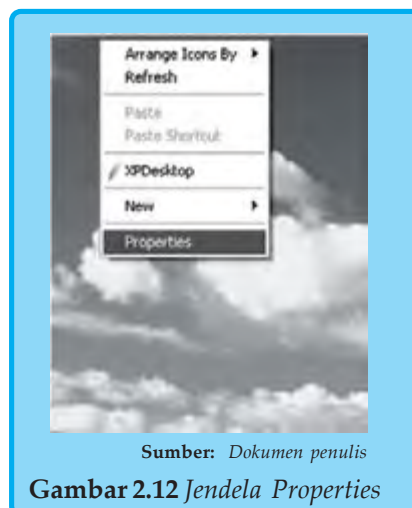 Arrange Icons By
Refresh
Paste
Paste Shortcut
XPDesktop
New
Properties
Sumber: Dokumen penulis
Gambar 2.12 Jendela Properties